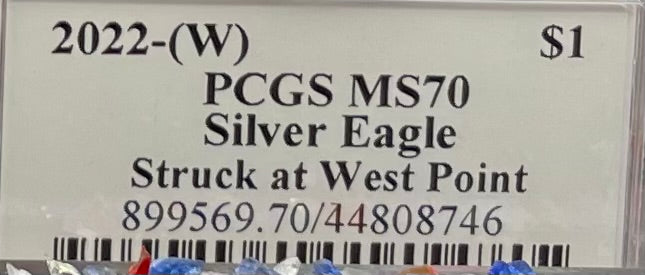 2022-(W) $1
PCGS MS70
Silver Eagle
Struck at West Point
899569.70/44808746